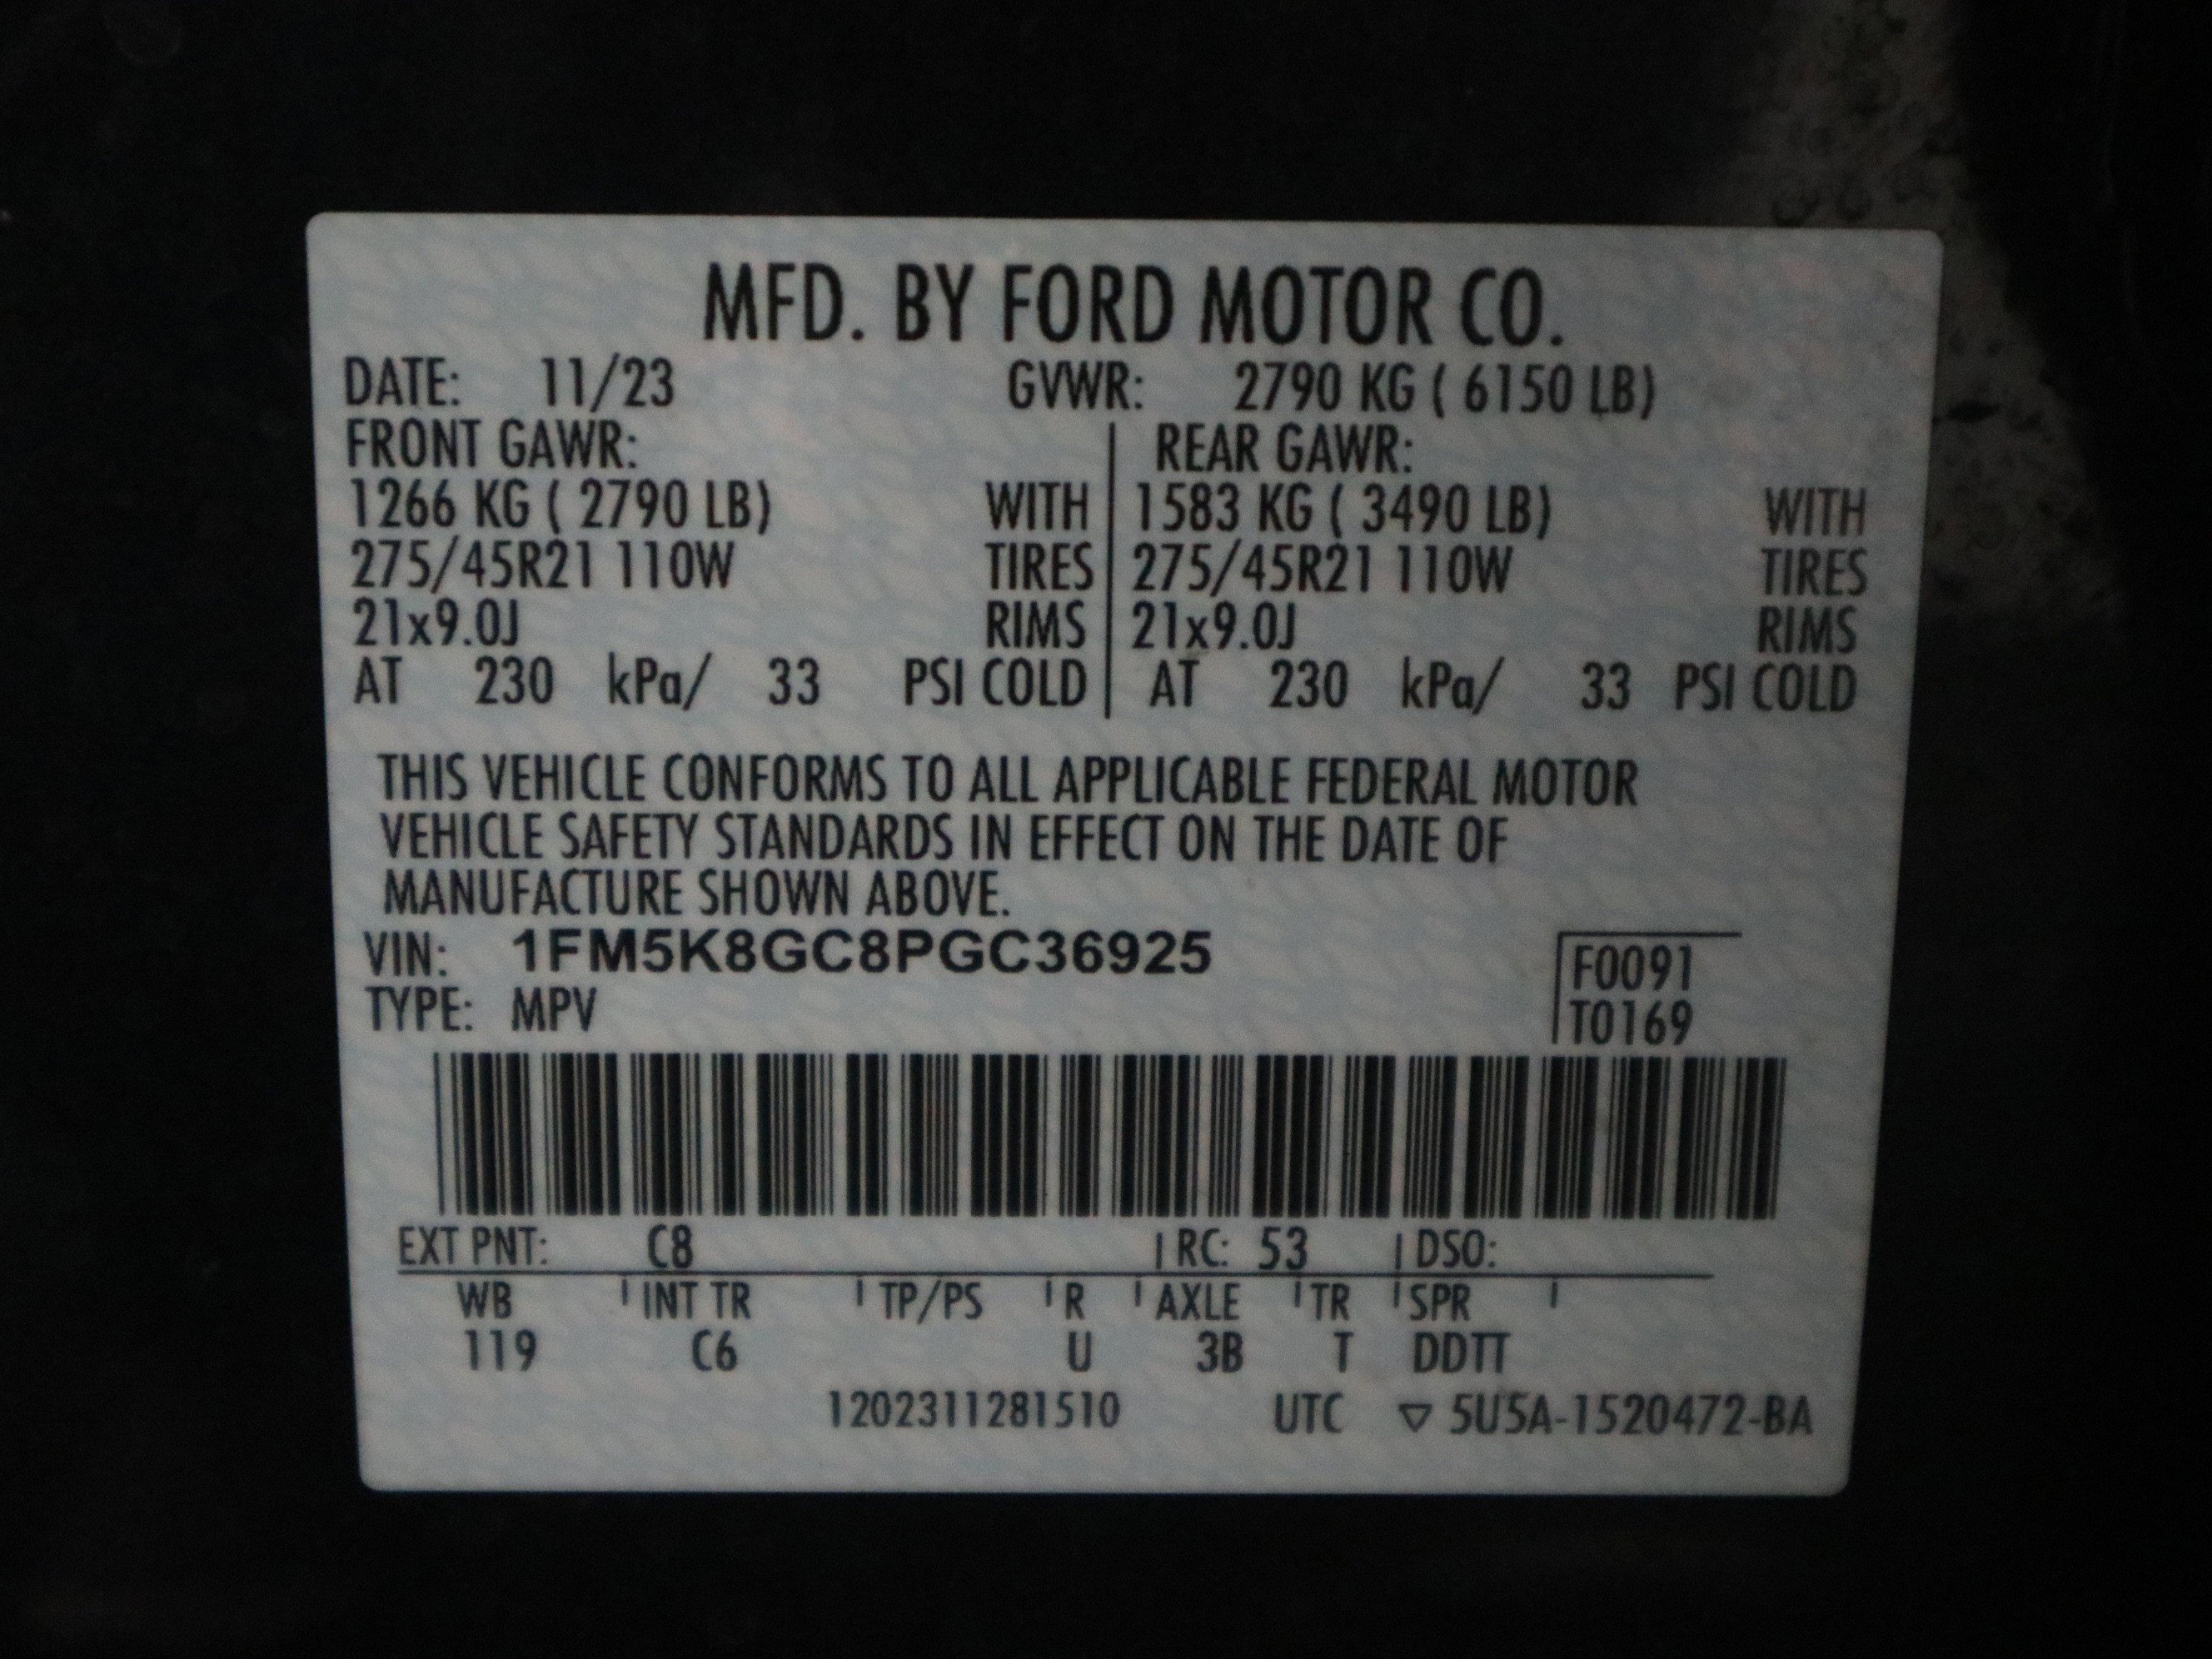 MFD. BY FORD MOTOR CO.
DATE: 11/23 GVWR: 2790 KG ( 6150 LB)
FRONT GAWR: REAR GAWR:
1266 KG ( 2790 LB) WITH 1583 KG ( 3490 LB) WITH
275/45R21 110W TIRES 275/45R21 110W TIRES
21x9.0J RIMS 21x9.0J RIMS
AT 230 kPa/ 33 PSI COLD AT 230 kPa/ 33 PSI COLD
THIS VEHICLE CONFORMS TO ALL APPLICABLE FEDERAL MOTOR
VEHICLE SAFETY STANDARDS IN EFFECT ON THE DATE OF
MANUFACTURE SHOWN ABOVE.
VIN: 1FM5K8GC8PGC36925 F0091
TYPE: MPV T0169
EXT PNT: C8 RC: 53 DSO:
WB INT TR TP/PS R AXLE TR SPR
119 C6 U 3B T DDTT
1202311281510 UTC ▽ 5U5A-1520472-BA